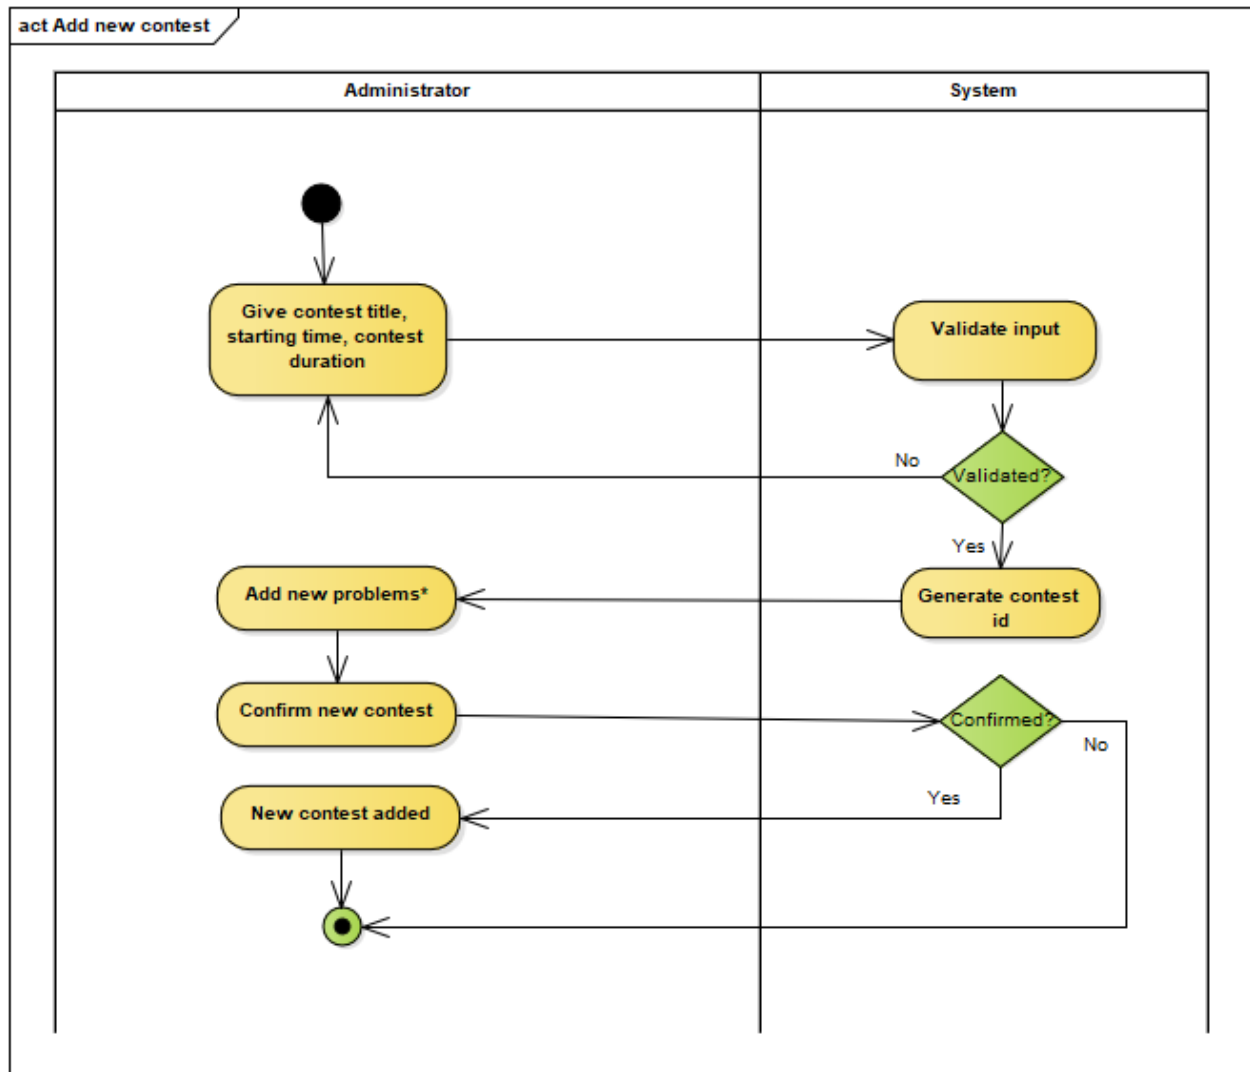 act Add new contest
Administrator
System
Give contest title,
starting time, contest
duration
Validate input
No
Validated?
Yes
Add new problems*
Generate contest
id
Confirm new contest
Confirmed?
No
Yes
New contest added